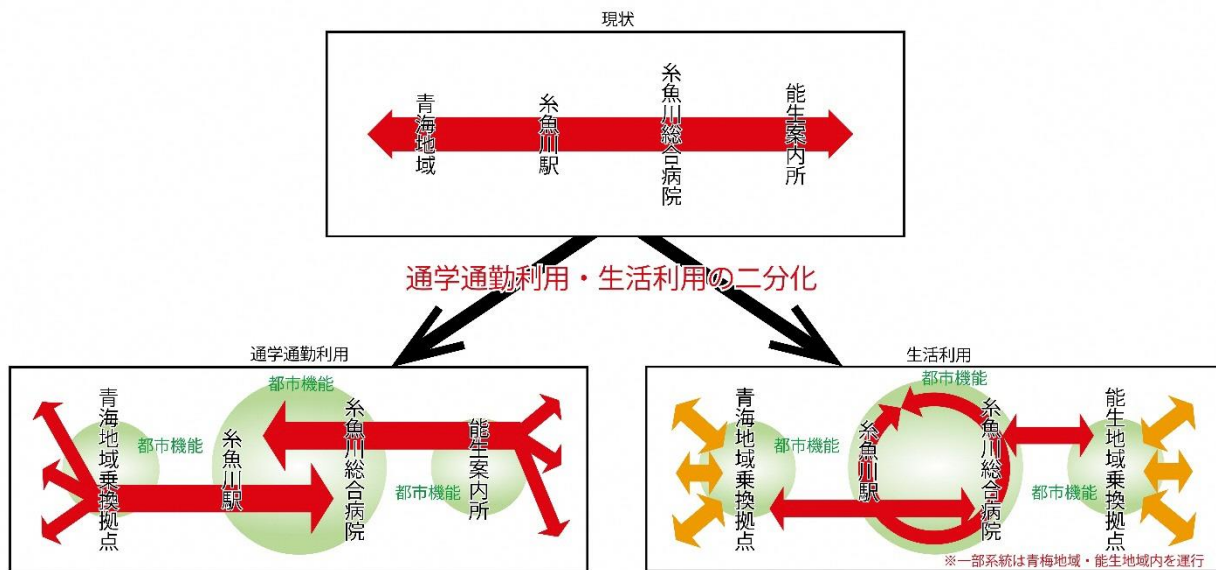 現状
青海地域
糸魚川駅
糸魚川総合病院
能生案内所
通学通勤利用・生活利用の二分化
通学通勤利用
都市機能
青海地域乗換拠点
都市機能
糸魚川駅
糸魚川総合病院
都市機能
能生案内所
生活利用
都市機能
青海地域乗換拠点
都市機能
糸魚川駅
糸魚川総合病院
都市機能
能生地域乗換拠点
※一部系統は青梅地域・能生地域内を運行